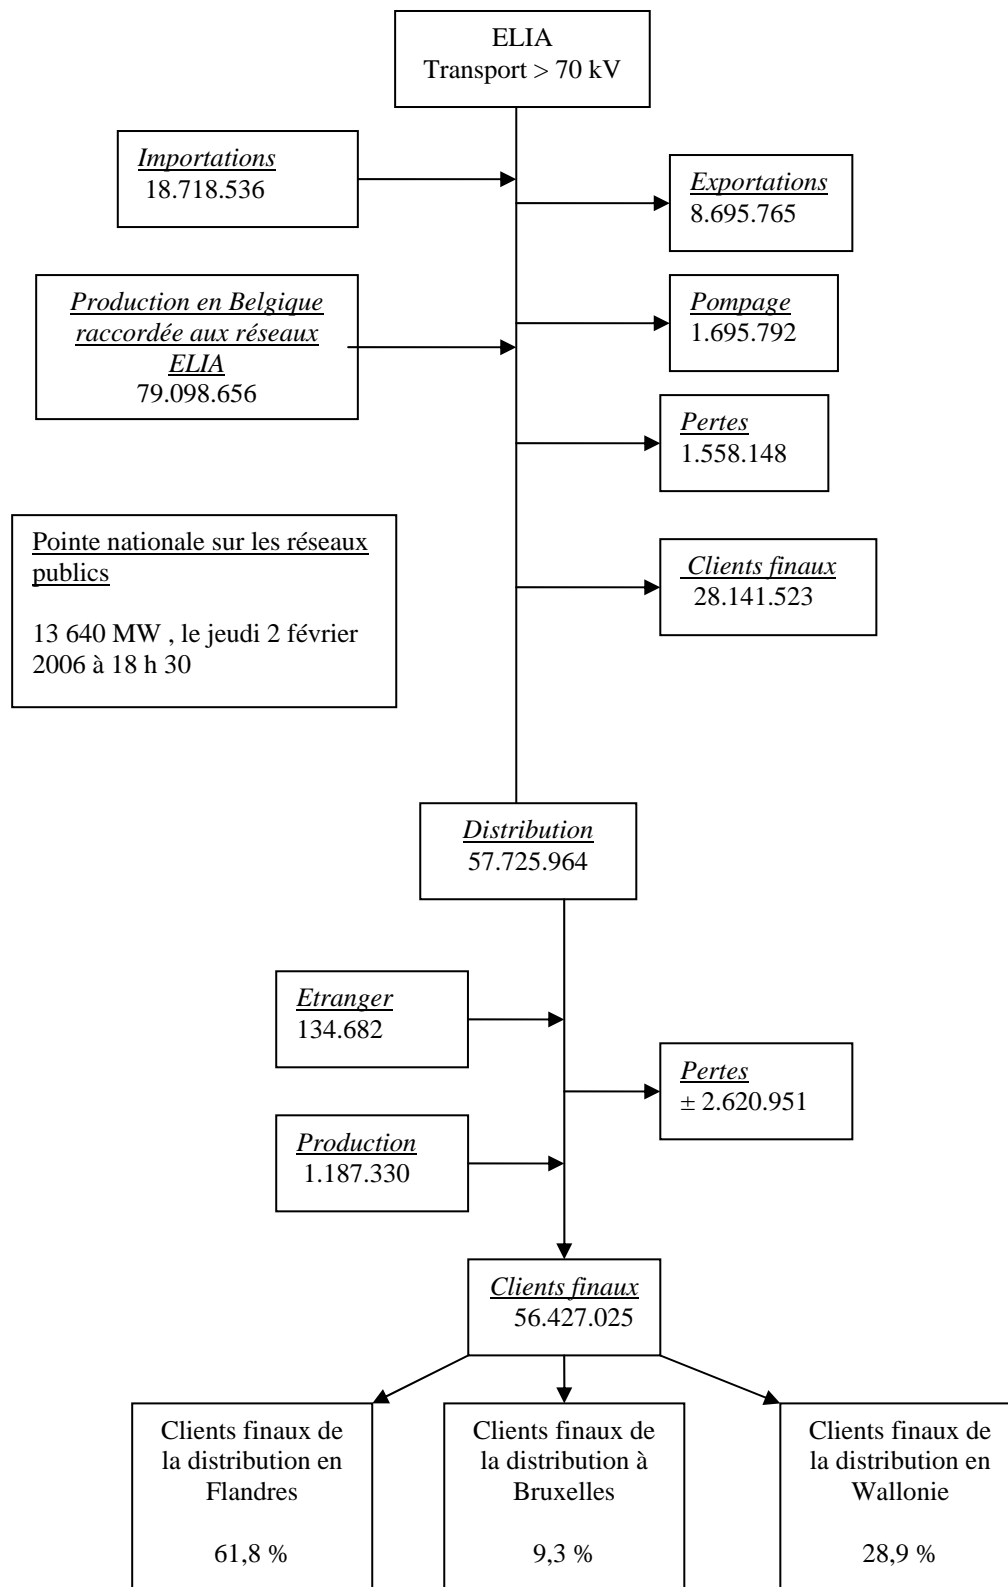 ELIA
Transport > 70 kV
Importations
18.718.536
Exportations
8.695.765
Production en Belgique
raccordée aux réseaux
ELIA
79.098.656
Pompage
1.695.792
Pertes
1.558.148
Pointe nationale sur les réseaux
publics
13 640 MW , le jeudi 2 février
2006 à 18 h 30
Clients finaux
28.141.523
Distribution
57.725.964
Etranger
134.682
Pertes
± 2.620.951
Production
1.187.330
Clients finaux
56.427.025
Clients finaux de
la distribution en
Flandres
61,8 %
Clients finaux de
la distribution à
Bruxelles
9,3 %
Clients finaux de
la distribution en
Wallonie
28,9 %